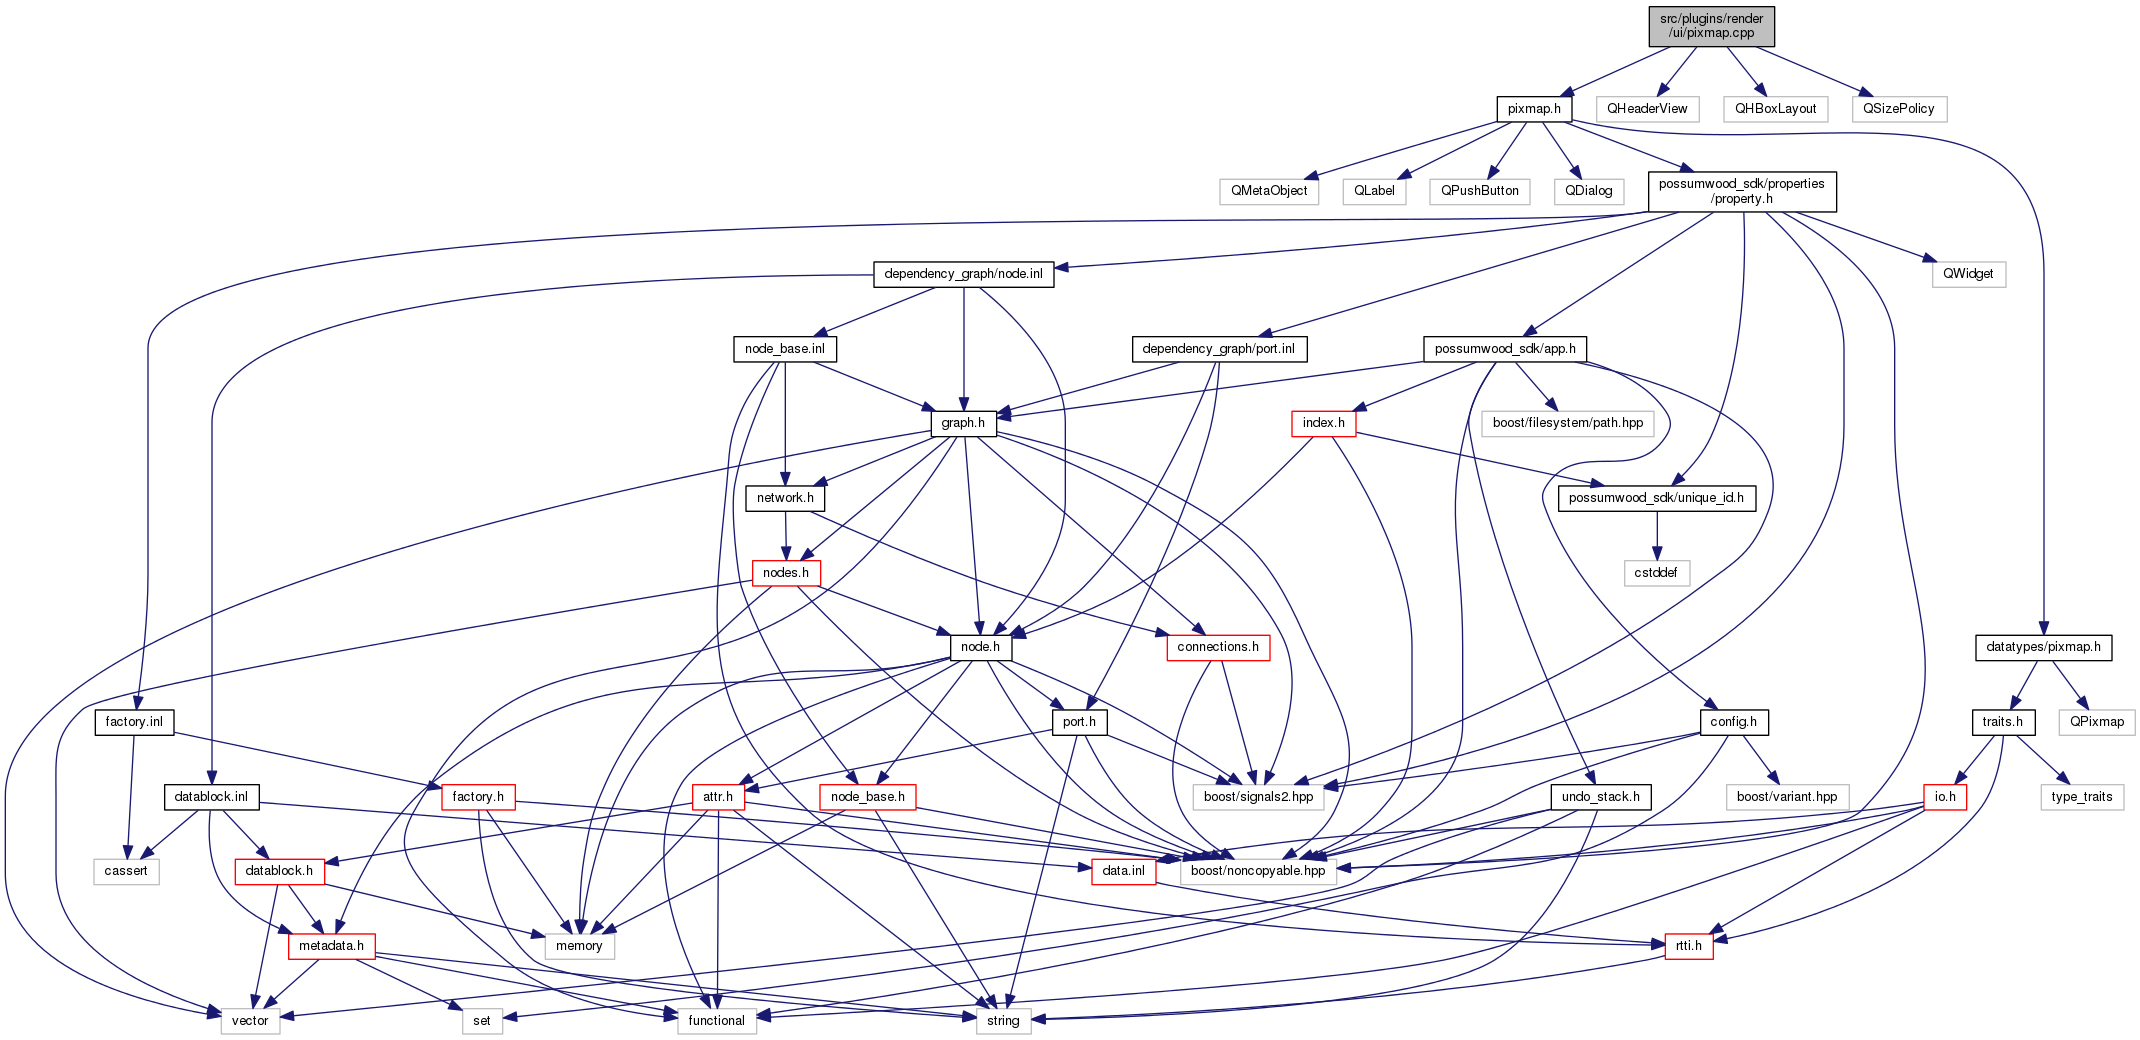 src/plugins/render
/ui/pixmap.cpp
pixmap.h
QHeaderView
QHBoxLayout
QSizePolicy
QMetaObject
QLabel
QPushButton
QDialog
possumwood_sdk/properties
/property.h
dependency_graph/node.inl
QWidget
node_base.inl
dependency_graph/port.inl
possumwood_sdk/app.h
graph.h
index.h
boost/filesystem/path.hpp
network.h
possumwood_sdk/unique_id.h
nodes.h
cstddef
node.h
connections.h
datatypes/pixmap.h
factory.inl
port.h
config.h
traits.h
QPixmap
datablock.inl
factory.h
attr.h
node_base.h
boost/signals2.hpp
undo_stack.h
boost/variant.hpp
io.h
type_traits
cassert
datablock.h
data.inl
boost/noncopyable.hpp
metadata.h
memory
rtti.h
vector
set
functional
string